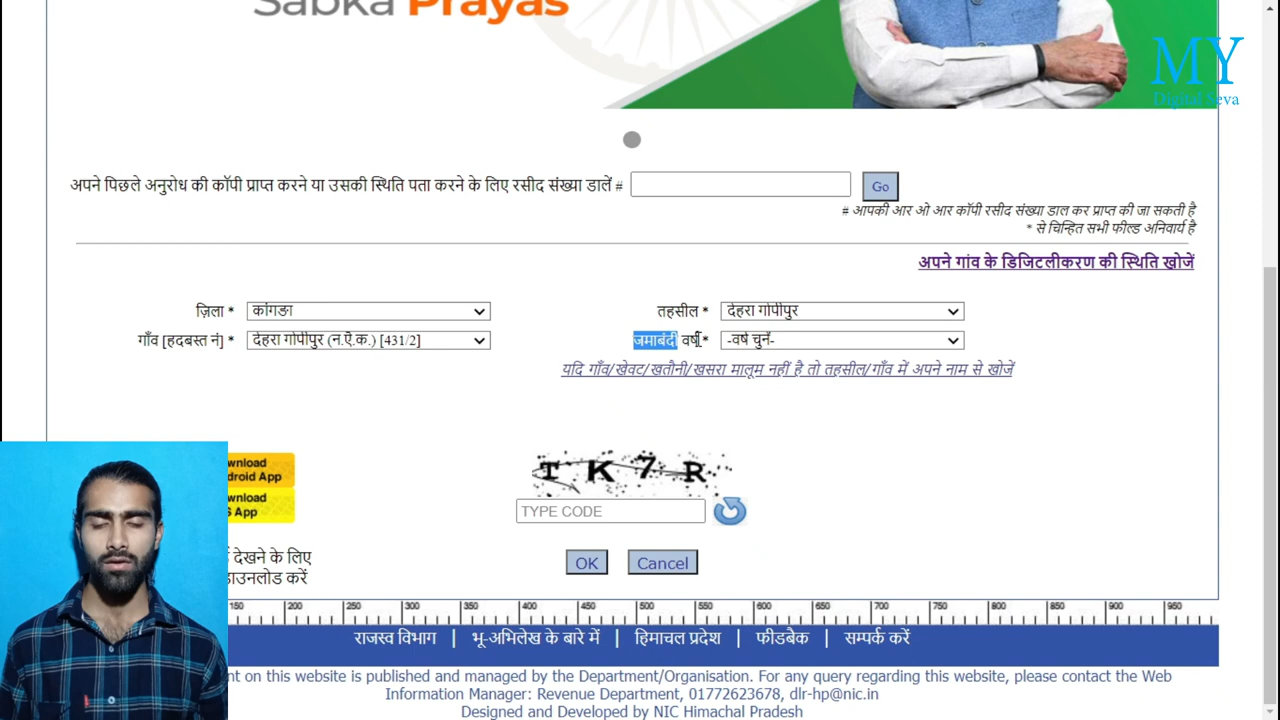 Sabka Prayas
MY
Digital Seva
अपने पिछले अनुरोध की कॉपी प्राप्त करने या उसकी स्थिति पता करने के लिए रसीद संख्या डालें #
Go
# आपकी आर ओ आर कॉपी रसीद संख्या डाल कर प्राप्त की जा सकती है
* से चिन्हित सभी फील्ड अनिवार्य है
अपने गांव के डिजिटलीकरण की स्थिति खोजें
ज़िला * कांगङा तहसील * देहरा गोपीपुर
गाँव [हदबस्त नं] * देहरा गोपीपुर (न.ऐ.क.) [431/2] जमाबंदी वर्ष * -वर्ष चुनें-
यदि गाँव/खेवट/खतौनी/खसरा मालूम नहीं है तो तहसील/गाँव में अपने नाम से खोजें
wnload
droid App
wnload
S App
T K 7 R
TYPE CODE
देखने के लिए
डाउनलोड करें
OK Cancel
150 200 250 300 350 400 450 500 550 600 650 700 750 800 850 900 950
राजस्व विभाग | भू-अभिलेख के बारे में | हिमाचल प्रदेश | फीडबैक | सम्पर्क करें
nt on this website is published and managed by the Department/Organisation. For any query regarding this website, please contact the Web
Information Manager: Revenue Department, 01772623678, dlr-hp@nic.in
Designed and Developed by NIC Himachal Pradesh